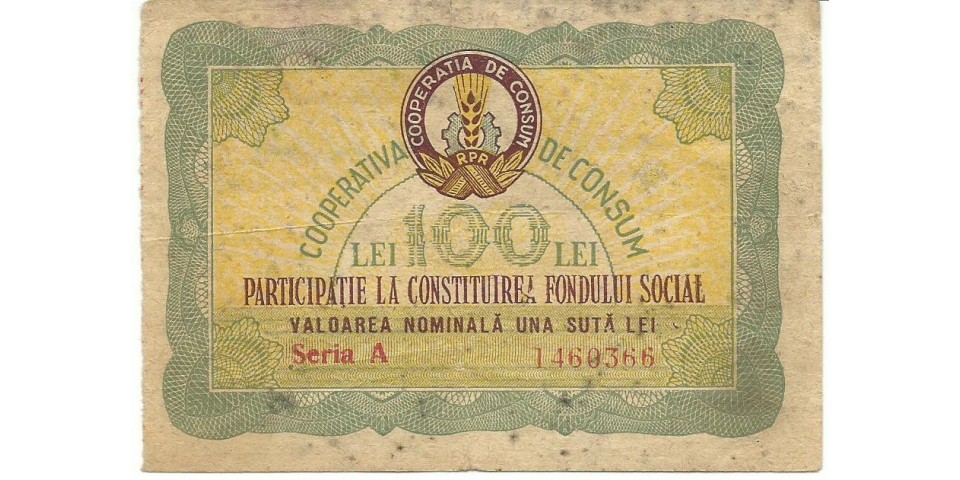 COOPERATIA DE CONSUM
RPR
COOPERATIVA DE CONSUM
LEI 100 LEI
PARTICIPAȚIE LA CONSTITUIREA FONDULUI SOCIAL
VALOAREA NOMINALĂ UNA SUTĂ LEI
Seria A 1460366